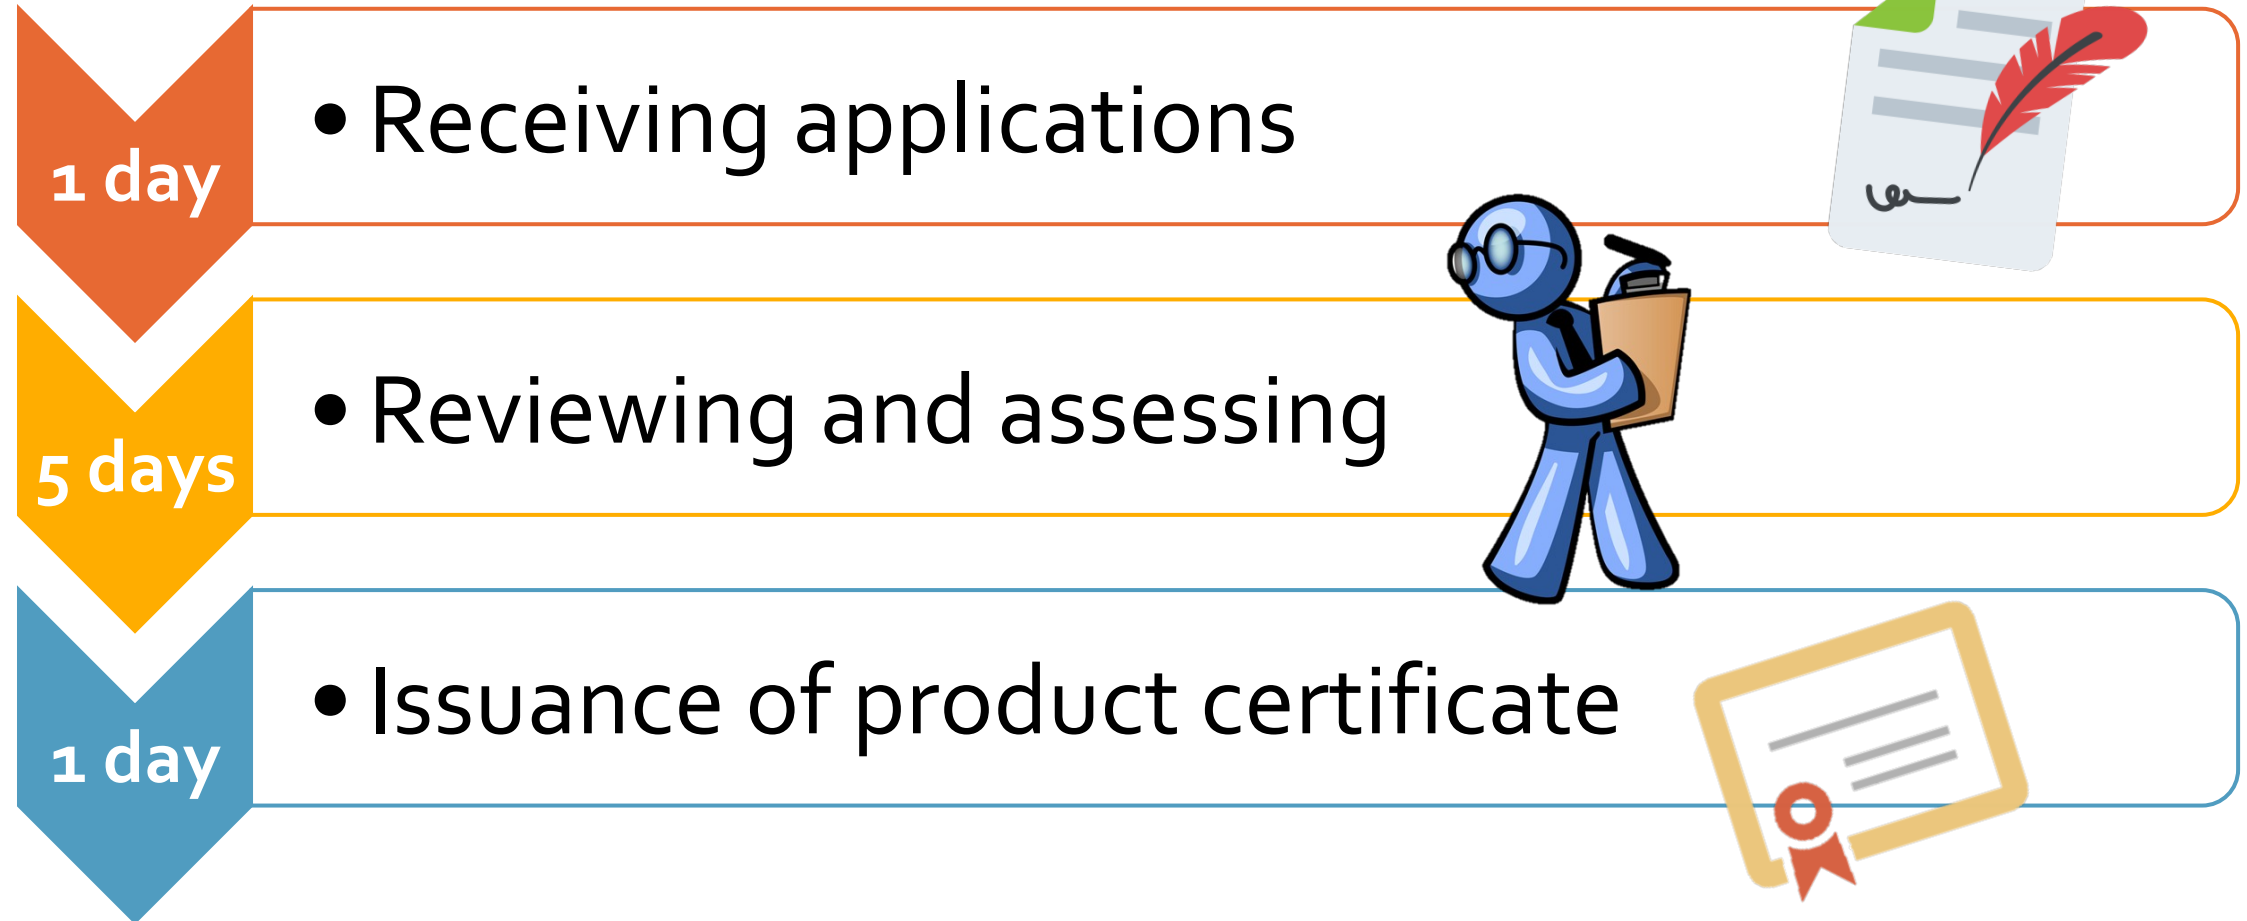 1 day
• Receiving applications
5 days
• Reviewing and assessing
1 day
• Issuance of product certificate